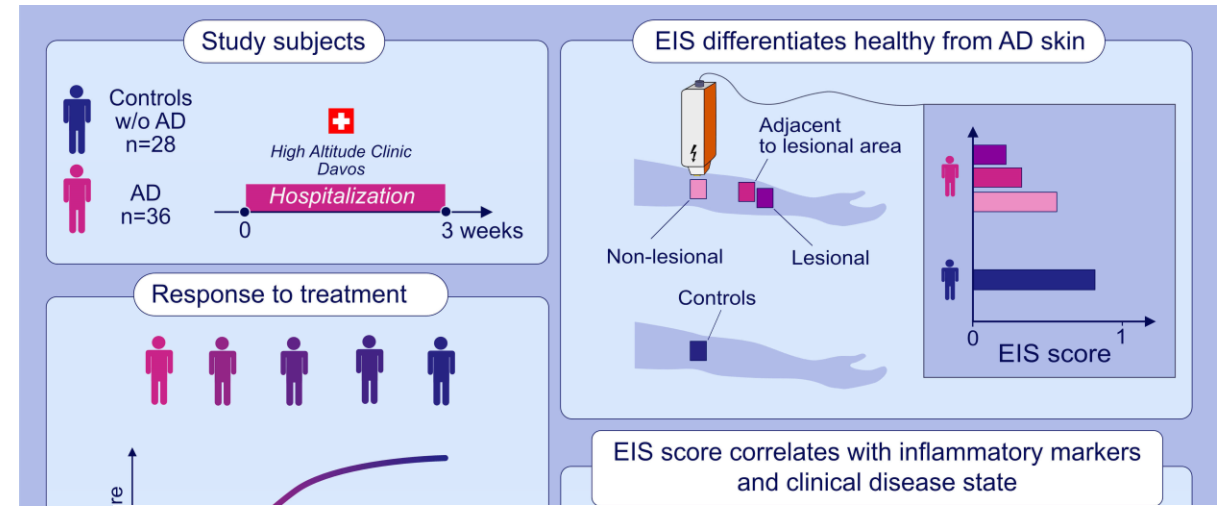 Study subjects
Controls
w/o AD
n=28
AD
n=36
High Altitude Clinic
Davos
Hospitalization
0
3 weeks
EIS differentiates healthy from AD skin
Adjacent
to lesional area
Non-lesional
Lesional
Controls
0
1
EIS score
Response to treatment
EIS score correlates with inflammatory markers
and clinical disease state